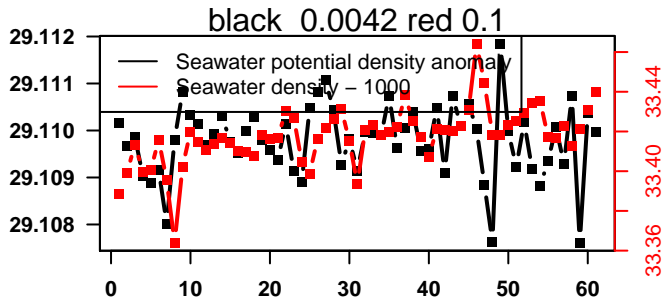 black 0.0042 red 0.1
29.112
29.111
29.110
29.109
29.108
Seawater potential density anomaly
Seawater density − 1000
33.44
33.40
33.36
0 10 20 30 40 50 60